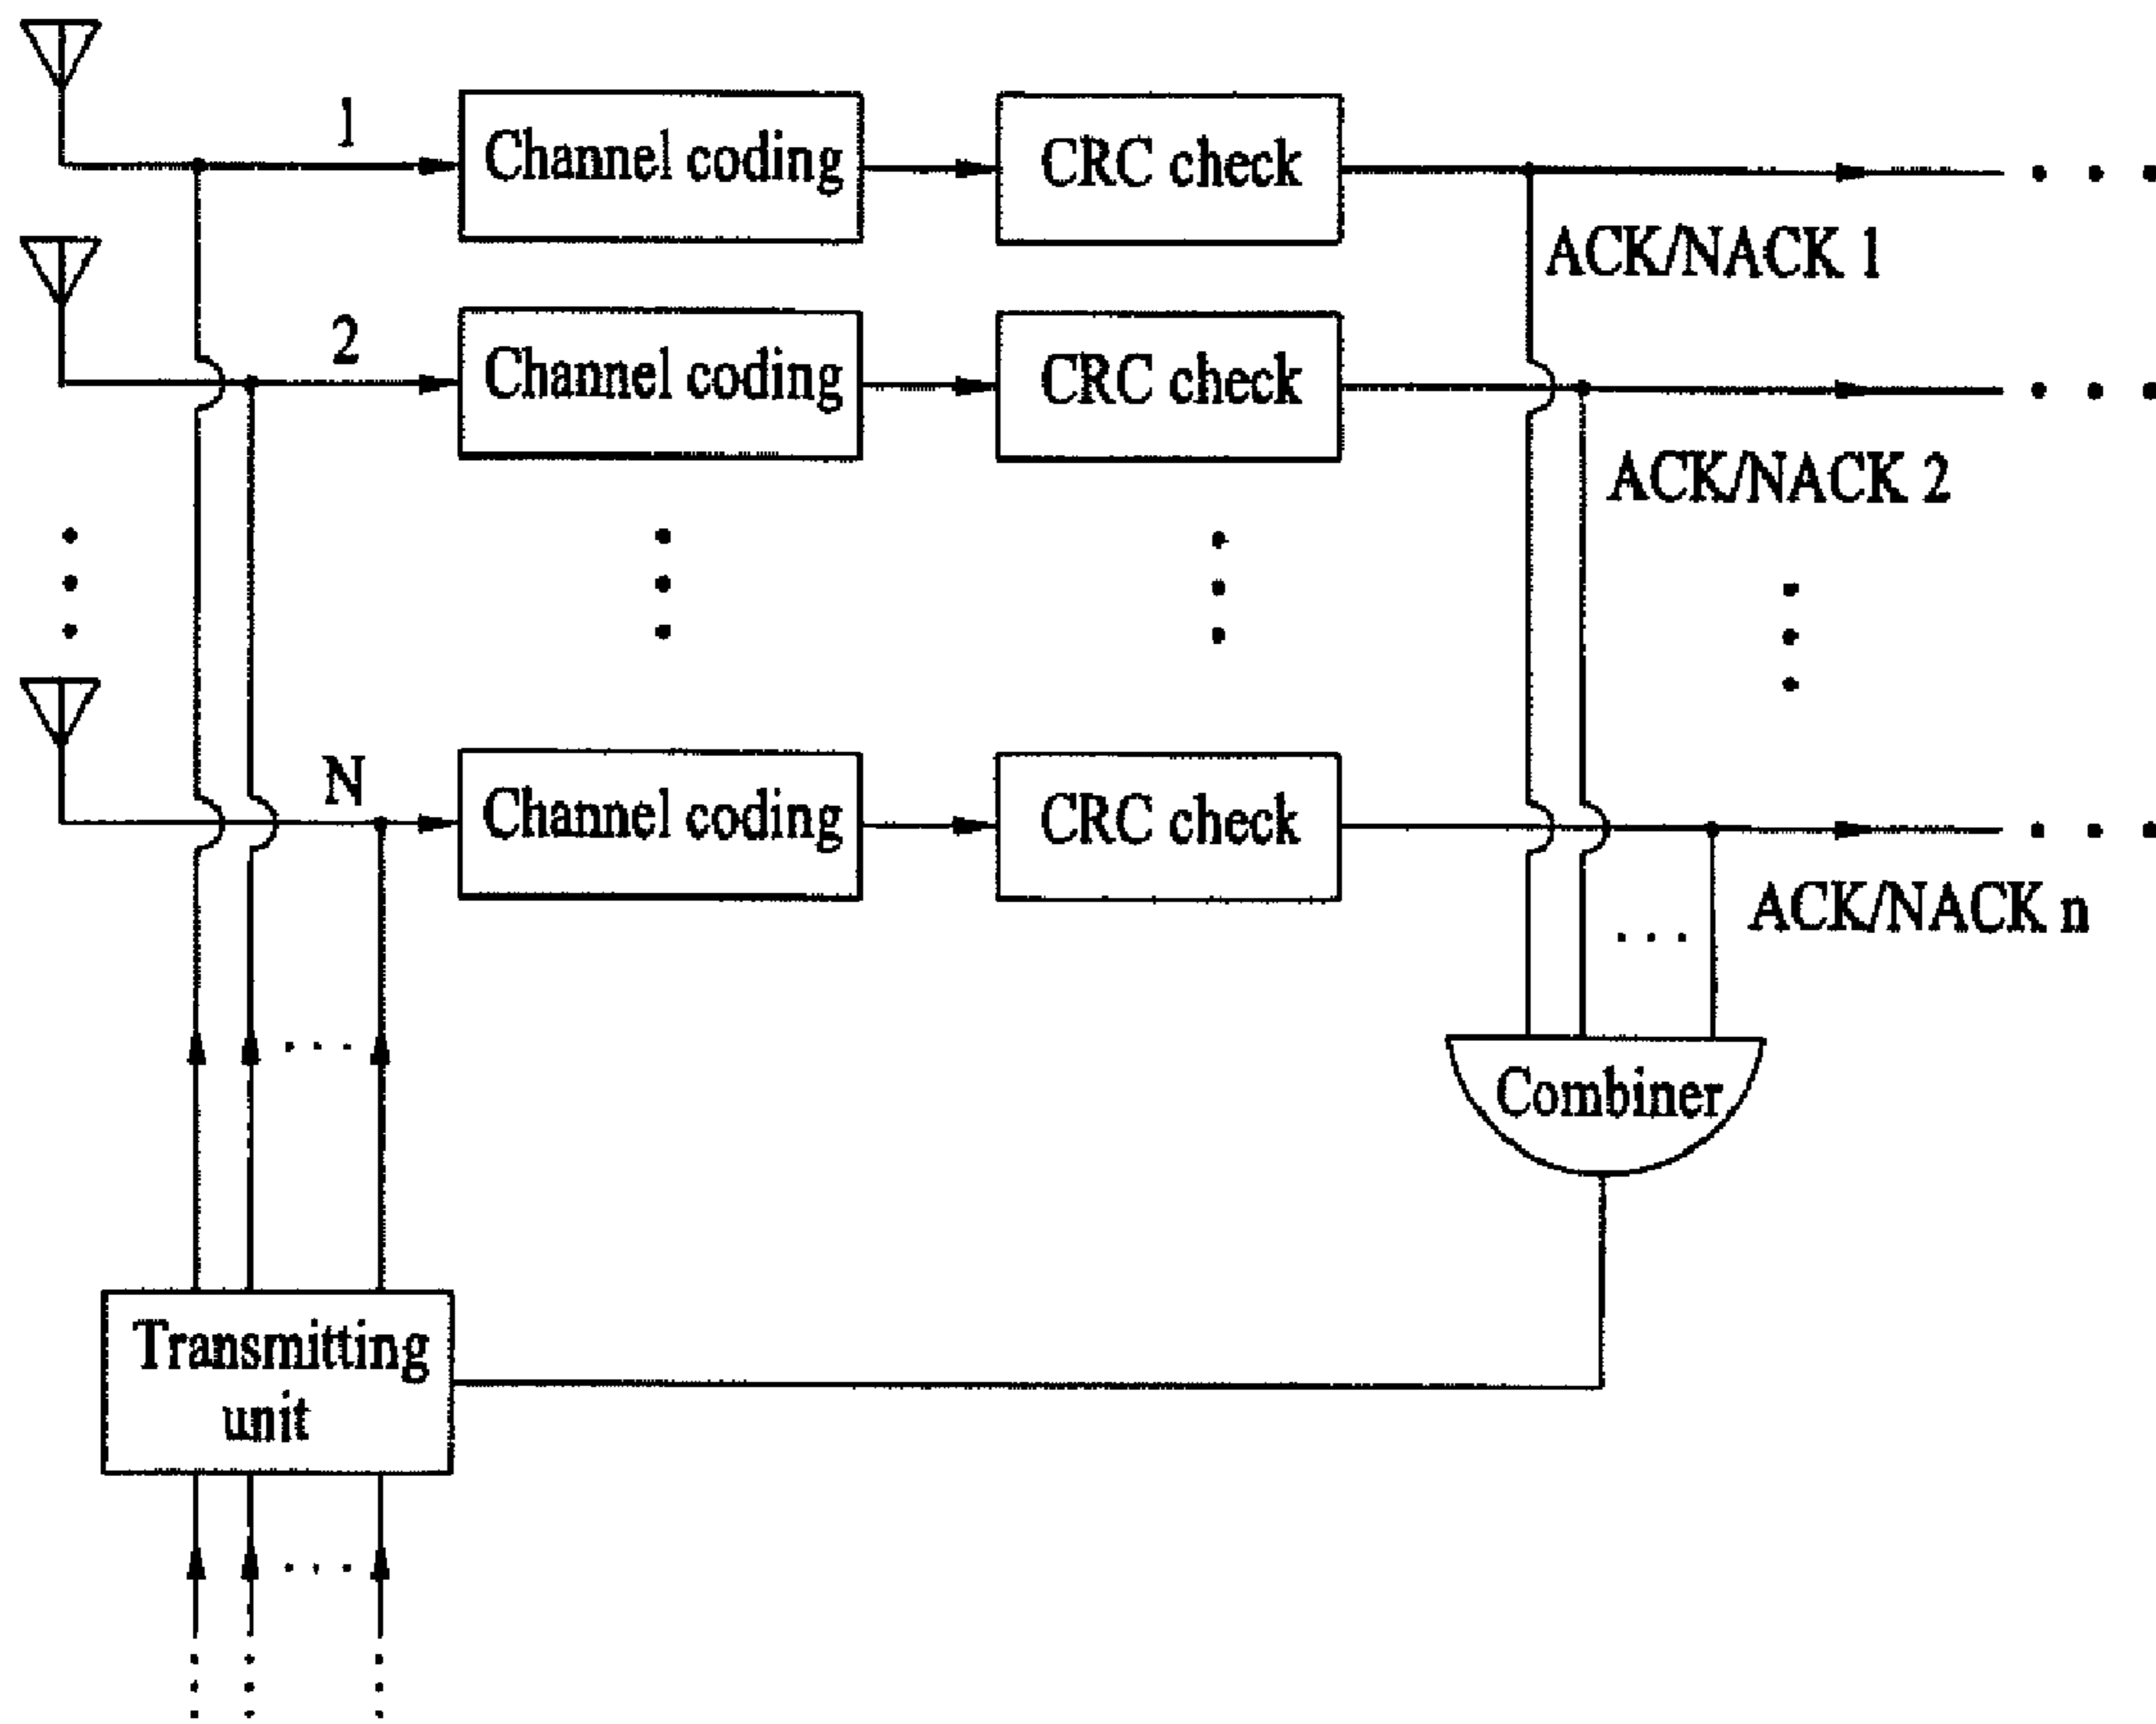 1
Channel coding
CRC check
ACK/NACK 1
2
Channel coding
CRC check
ACK/NACK 2
N
Channel coding
CRC check
ACK/NACK n
Combiner
Transmitting
unit